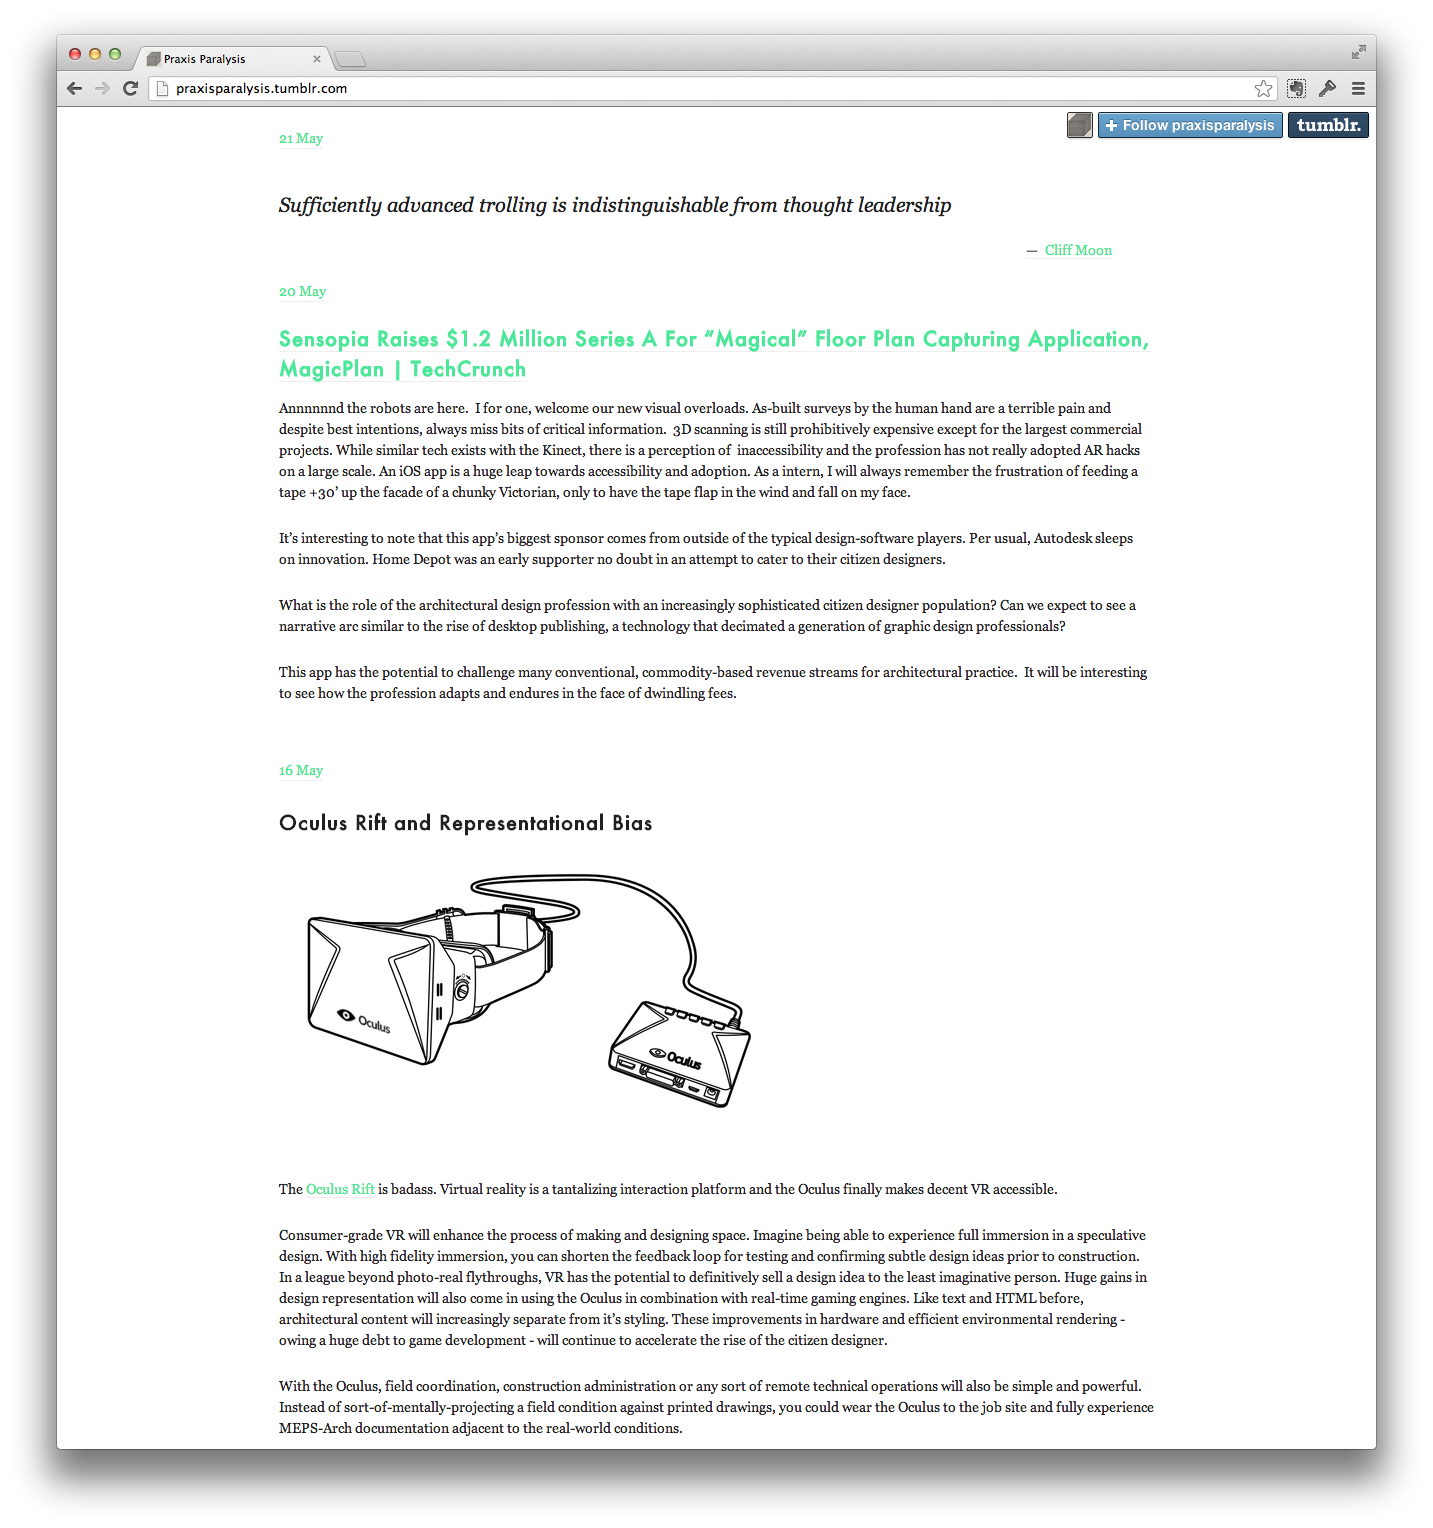 Praxis Paralysis
praxisparalysis.tumblr.com
+ Follow praxisparalysis
tumblr.
21 May
Sufficiently advanced trolling is indistinguishable from thought leadership
— Cliff Moon
20 May
Sensopia Raises $1.2 Million Series A For “Magical” Floor Plan Capturing Application,
MagicPlan | TechCrunch
Annnnnnd the robots are here.  I for one, welcome our new visual overloads. As-built surveys by the human hand are a terrible pain and
despite best intentions, always miss bits of critical information.  3D scanning is still prohibitively expensive except for the largest commercial
projects. While similar tech exists with the Kinect, there is a perception of  inaccessibility and the profession has not really adopted AR hacks
on a large scale. An iOS app is a huge leap towards accessibility and adoption. As a intern, I will always remember the frustration of feeding a
tape +30’ up the facade of a chunky Victorian, only to have the tape flap in the wind and fall on my face.
It’s interesting to note that this app’s biggest sponsor comes from outside of the typical design-software players. Per usual, Autodesk sleeps
on innovation. Home Depot was an early supporter no doubt in an attempt to cater to their citizen designers.
What is the role of the architectural design profession with an increasingly sophisticated citizen designer population? Can we expect to see a
narrative arc similar to the rise of desktop publishing, a technology that decimated a generation of graphic design professionals?
This app has the potential to challenge many conventional, commodity-based revenue streams for architectural practice.  It will be interesting
to see how the profession adapts and endures in the face of dwindling fees.
16 May
Oculus Rift and Representational Bias
Oculus
Oculus
The Oculus Rift is badass. Virtual reality is a tantalizing interaction platform and the Oculus finally makes decent VR accessible.
Consumer-grade VR will enhance the process of making and designing space. Imagine being able to experience full immersion in a speculative
design. With high fidelity immersion, you can shorten the feedback loop for testing and confirming subtle design ideas prior to construction.
In a league beyond photo-real flythroughs, VR has the potential to definitively sell a design idea to the least imaginative person. Huge gains in
design representation will also come in using the Oculus in combination with real-time gaming engines. Like text and HTML before,
architectural content will increasingly separate from it’s styling. These improvements in hardware and efficient environmental rendering -
owing a huge debt to game development - will continue to accelerate the rise of the citizen designer.
With the Oculus, field coordination, construction administration or any sort of remote technical operations will also be simple and powerful.
Instead of sort-of-mentally-projecting a field condition against printed drawings, you could wear the Oculus to the job site and fully experience
MEPS-Arch documentation adjacent to the real-world conditions.